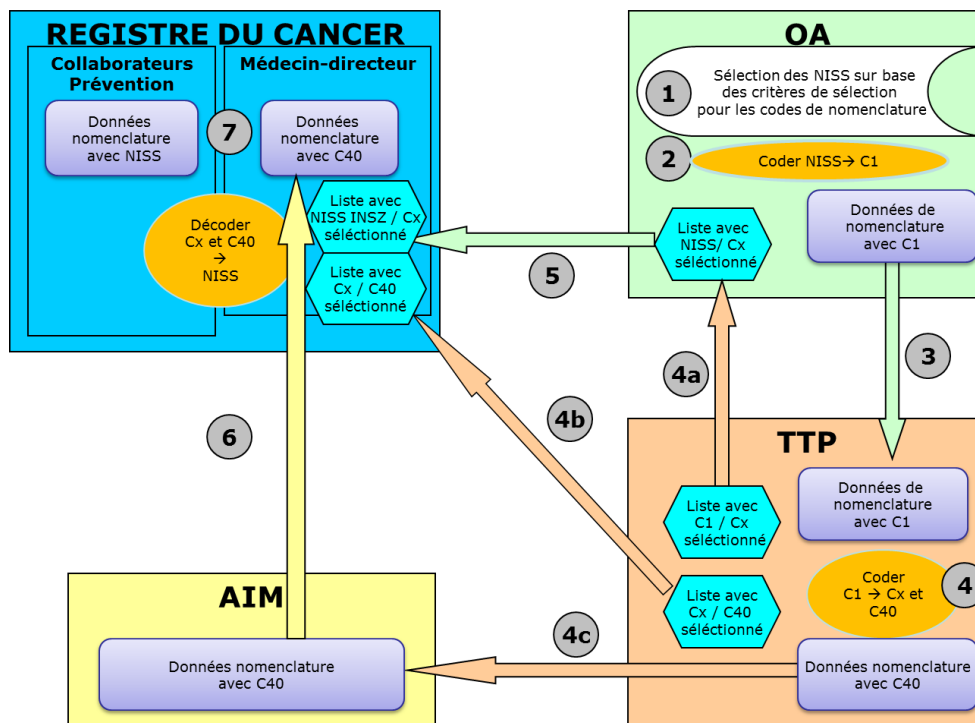 REGISTRE DU CANCER
Collaborateurs
Prévention
Médecin-directeur
Données
nomenclature
avec NISS
7
Données
nomenclature
avec C40
Décoder
Cx et C40
→
NISS
Liste avec
NISS INSZ / Cx
séléctionné
Liste avec
Cx / C40
séléctionné
OA
1
Sélection des NISS sur base
des critères de sélection
pour les codes de nomenclature
2
Coder NISS→ C1
Liste avec
NISS/ Cx
séléctionné
Données de
nomenclature
avec C1
5
3
4a
4b
6
TTP
Données de
nomenclature
avec C1
Liste avec
C1 / Cx
séléctionné
Coder
C1 → Cx et
C40
4
Liste avec
Cx / C40
séléctionné
Données nomenclature
avec C40
4c
AIM
Données nomenclature
avec C40